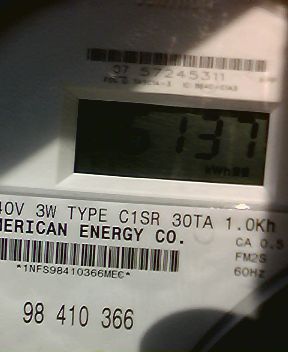 37 57245311
137
kWh
40V 3W TYPE C1SR 30TA 1.0Kh
MERICAN ENERGY CO.
CA 0.5
*1NFS98410366MEC*
FM2S
60Hz
98 410 366